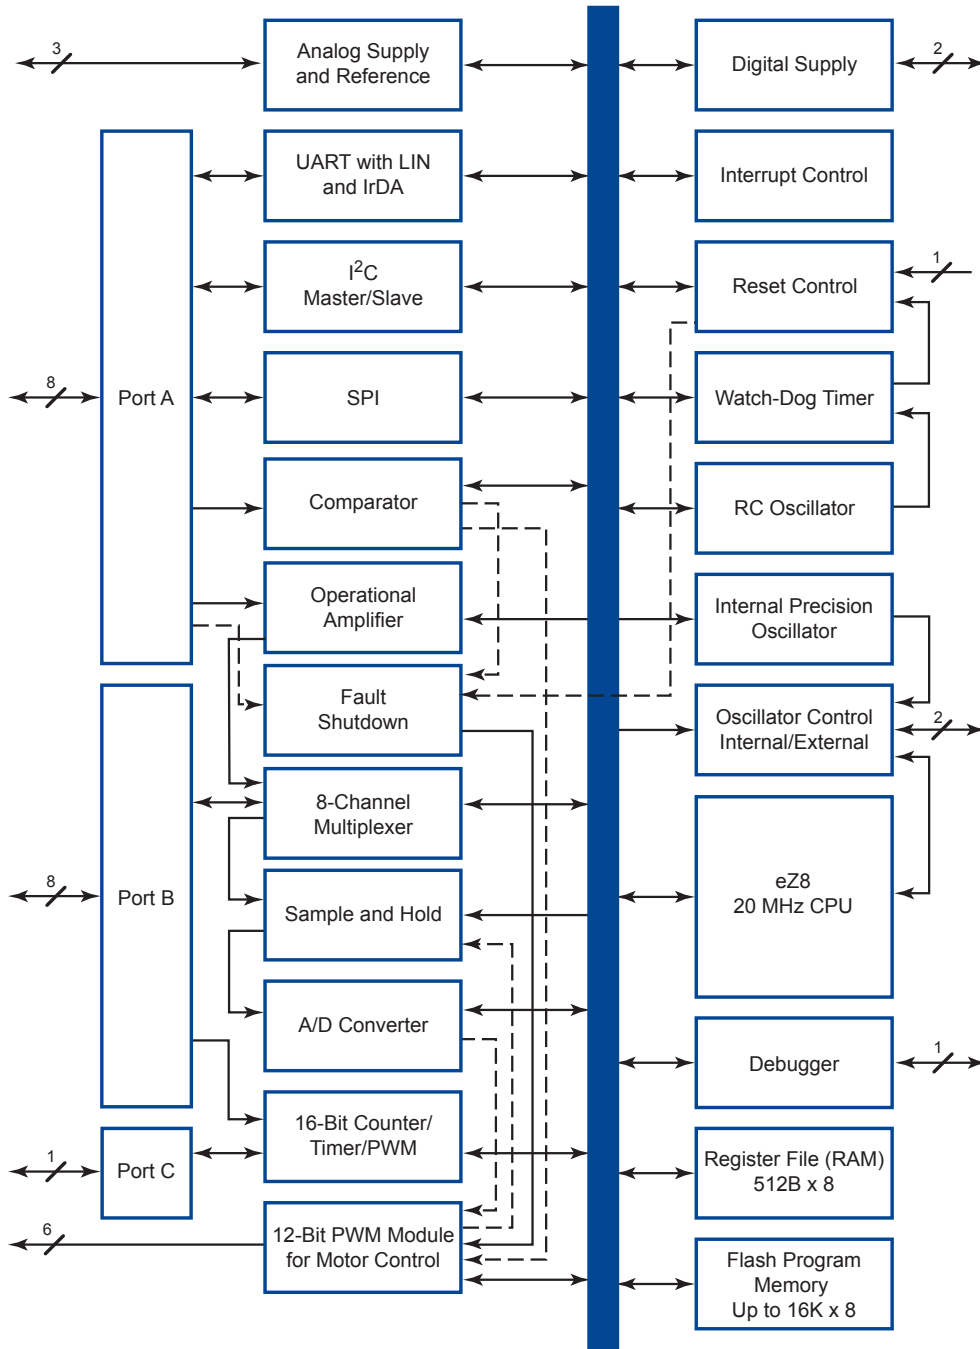 3
Analog Supply
and Reference
Digital Supply
2
UART with LIN
and IrDA
Interrupt Control
I²C
Master/Slave
Reset Control
1
8
Port A
SPI
Watch-Dog Timer
Comparator
RC Oscillator
Operational
Amplifier
Internal Precision
Oscillator
Fault
Shutdown
Oscillator Control
Internal/External
2
8-Channel
Multiplexer
8
Port B
Sample and Hold
eZ8
20 MHz CPU
A/D Converter
Debugger
1
16-Bit Counter/
Timer/PWM
1
Port C
Register File (RAM)
512B x 8
6
12-Bit PWM Module
for Motor Control
Flash Program
Memory
Up to 16K x 8